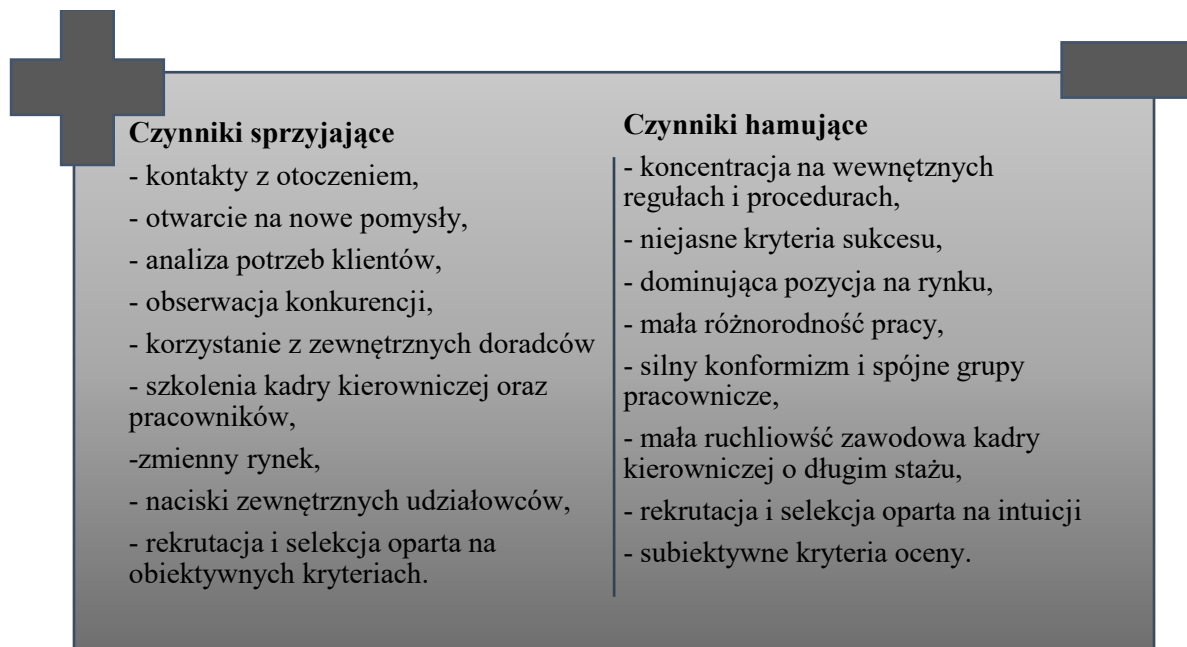 Czynniki sprzyjające
- kontakty z otoczeniem,
- otwarcie na nowe pomysły,
- analiza potrzeb klientów,
- obserwacja konkurencji,
- korzystanie z zewnętrznych doradców
- szkolenia kadry kierowniczej oraz
pracowników,
-zmienny rynek,
- naciski zewnętrznych udziałowców,
- rekrutacja i selekcja oparta na
obiektywnych kryteriach.
Czynniki hamujące
- koncentracja na wewnętznych
regułach i procedurach,
- niejasne kryteria sukcesu,
- dominująca pozycja na rynku,
- mała różnorodność pracy,
- silny konformizm i spójne grupy
pracownicze,
- mała ruchliowść zawodowa kadry
kierowniczej o długim stażu,
- rekrutacja i selekcja oparta na intuicji
- subiektywne kryteria oceny.